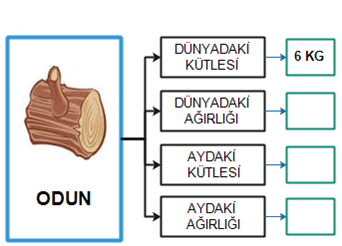 DÜNYADAKİ
KÜTLESİ
6 KG
DÜNYADAKİ
AĞIRLIĞI
AYDAKİ
KÜTLESİ
AYDAKİ
AĞIRLIĞI
ODUN